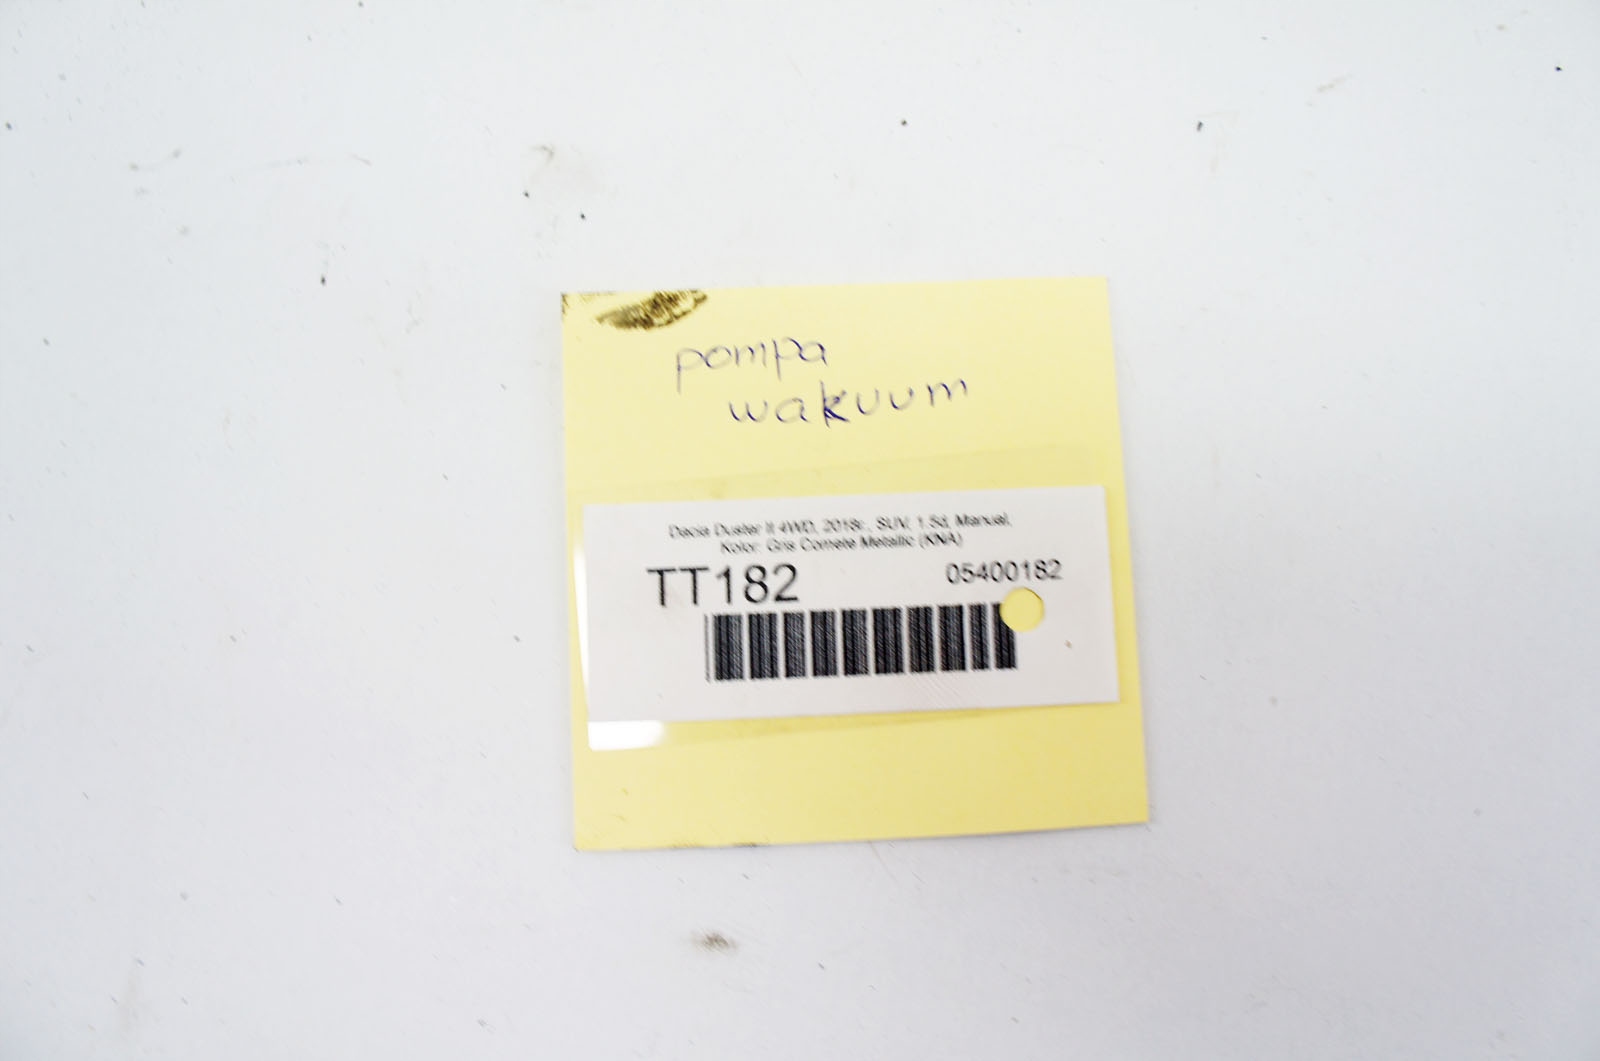 pompa
wakuum
Dacia Duster II 4WD, 2018r., SUV, 1.5d, Manual,
Kolor: Gris Comete Metallic (KNA)
TT182
05400182